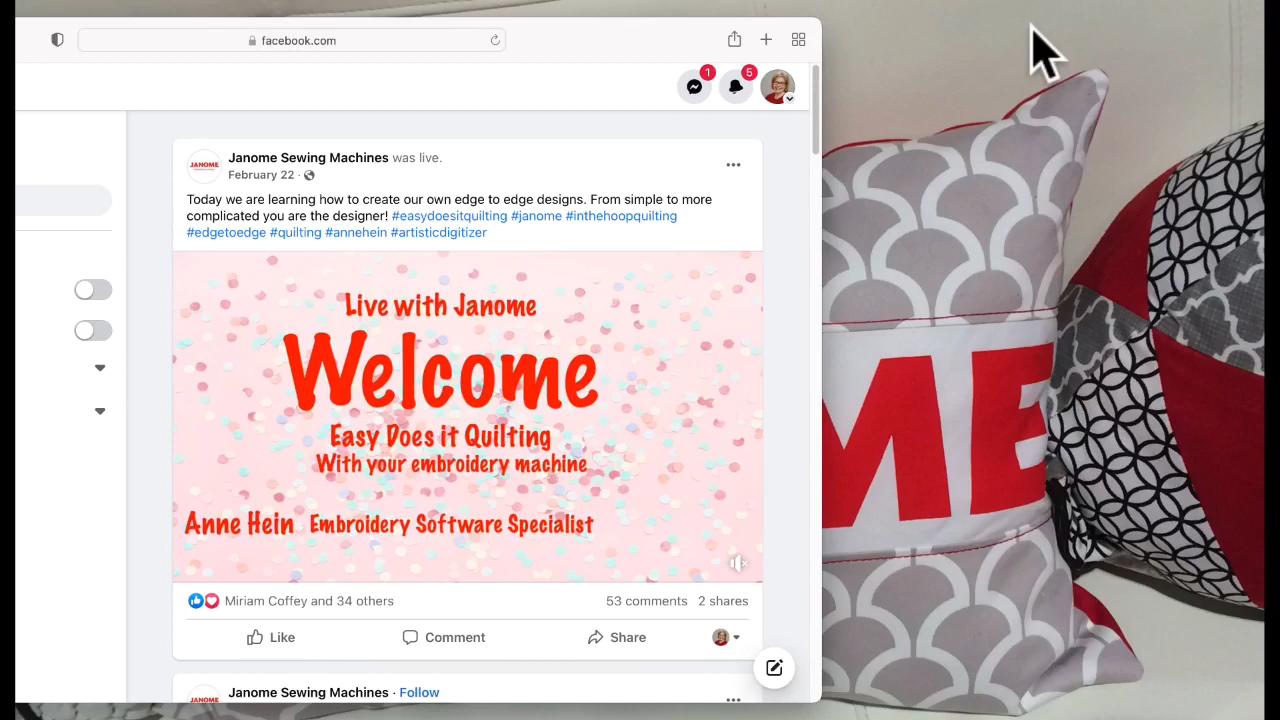 facebook.com
1
5
JANOME
Janome Sewing Machines was live.
February 22 ·
Today we are learning how to create our own edge to edge designs. From simple to more
complicated you are the designer! #easydoesitquilting #janome #inthehoopquilting
#edgetoedge #quilting #annehein #artisticdigitizer
Live with Janome
Welcome
Easy Does it Quilting
With your embroidery machine
Anne Hein Embroidery Software Specialist
Miriam Coffey and 34 others
53 comments 2 shares
Like
Comment
Share
JANOME
Janome Sewing Machines · Follow
ME